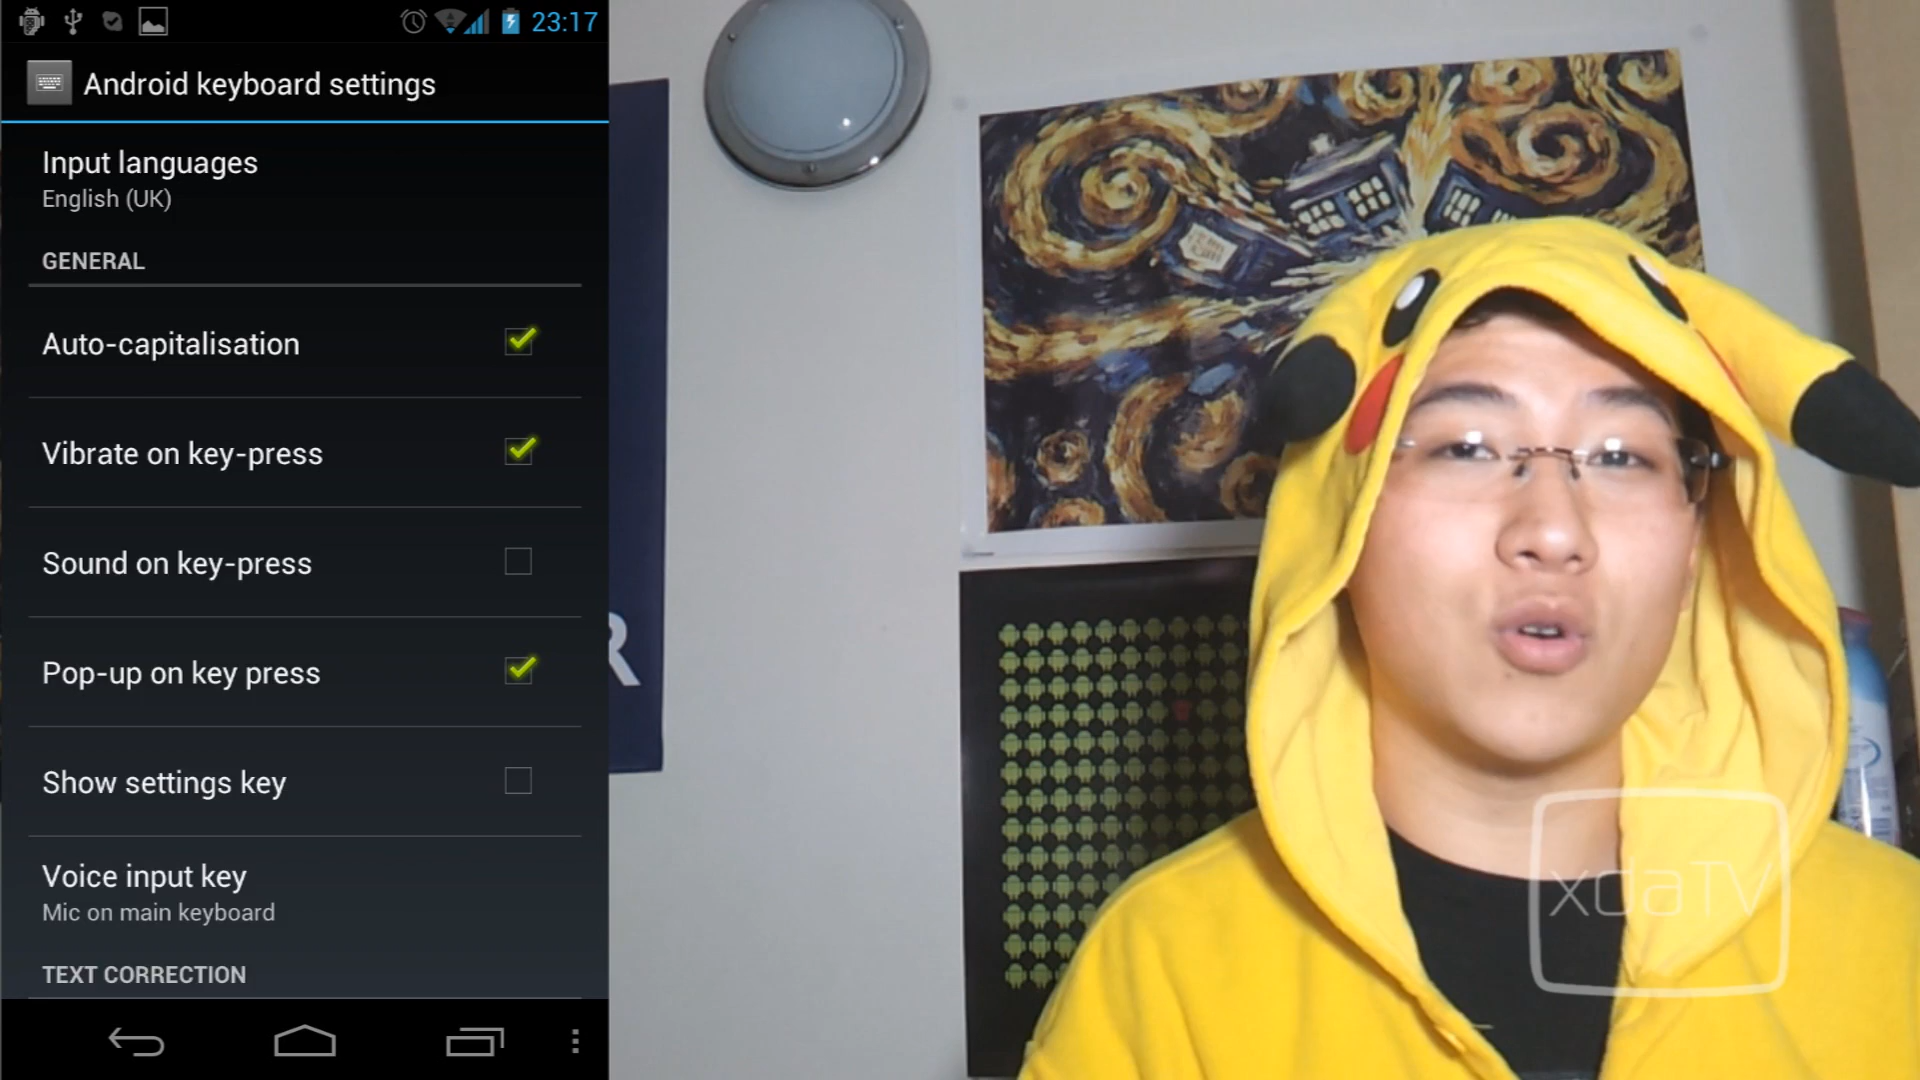 23:17
Android keyboard settings
Input languages
English (UK)
GENERAL
Auto-capitalisation
Vibrate on key-press
Sound on key-press
Pop-up on key press
Show settings key
Voice input key
Mic on main keyboard
TEXT CORRECTION
R
xdaTV